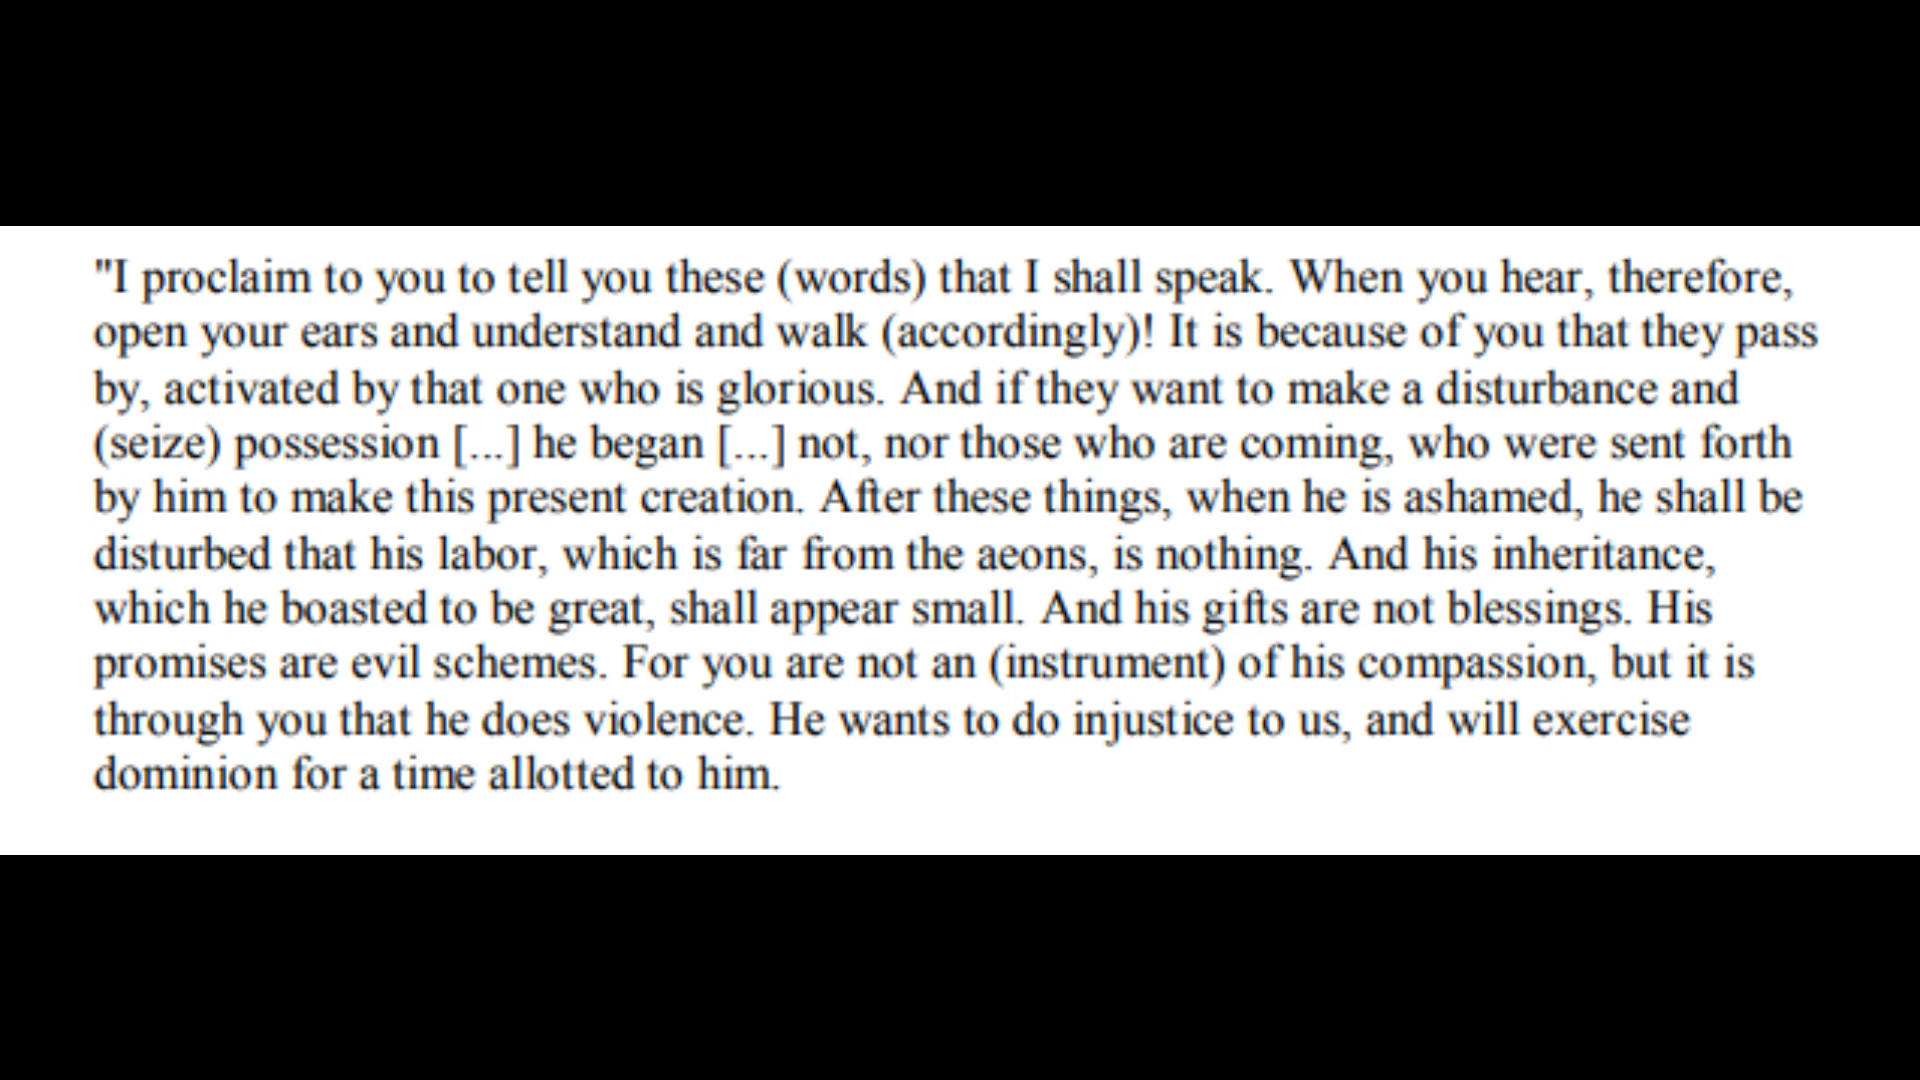 "I proclaim to you to tell you these (words) that I shall speak. When you hear, therefore,
open your ears and understand and walk (accordingly)! It is because of you that they pass
by, activated by that one who is glorious. And if they want to make a disturbance and
(seize) possession [...] he began [...] not, nor those who are coming, who were sent forth
by him to make this present creation. After these things, when he is ashamed, he shall be
disturbed that his labor, which is far from the aeons, is nothing. And his inheritance,
which he boasted to be great, shall appear small. And his gifts are not blessings. His
promises are evil schemes. For you are not an (instrument) of his compassion, but it is
through you that he does violence. He wants to do injustice to us, and will exercise
dominion for a time allotted to him.